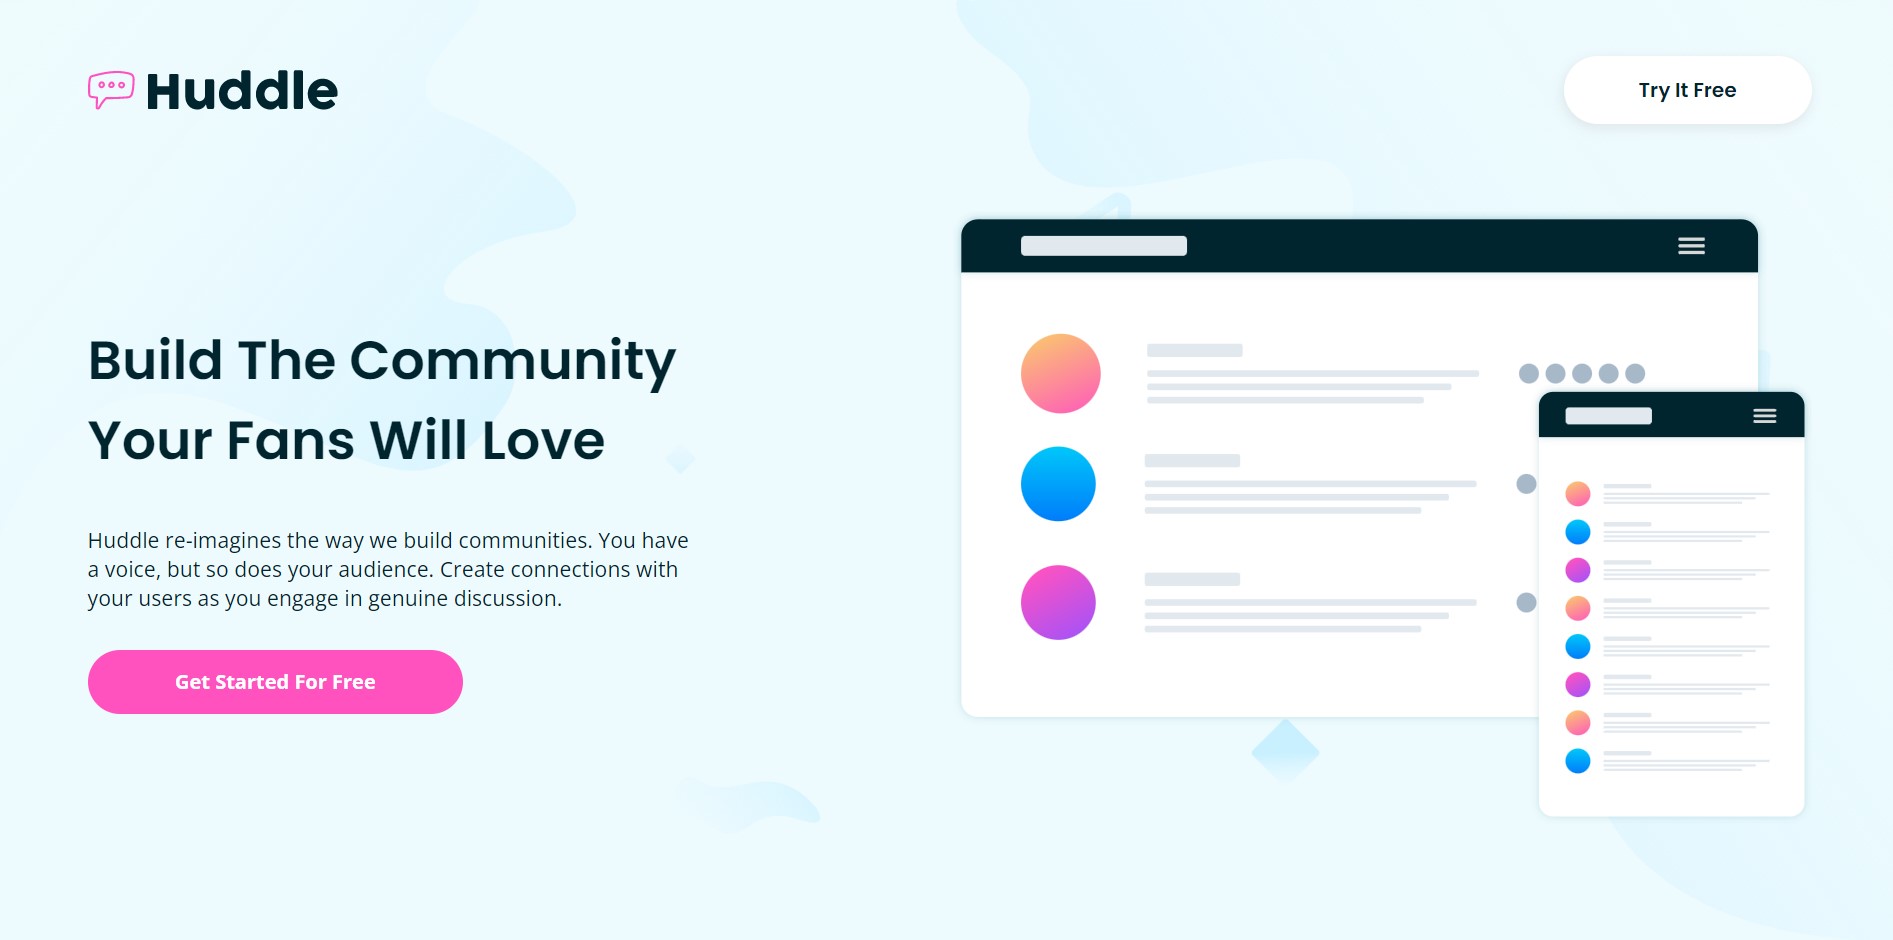 Huddle
Try It Free
Build The Community
Your Fans Will Love
Huddle re-imagines the way we build communities. You have
a voice, but so does your audience. Create connections with
your users as you engage in genuine discussion.
Get Started For Free